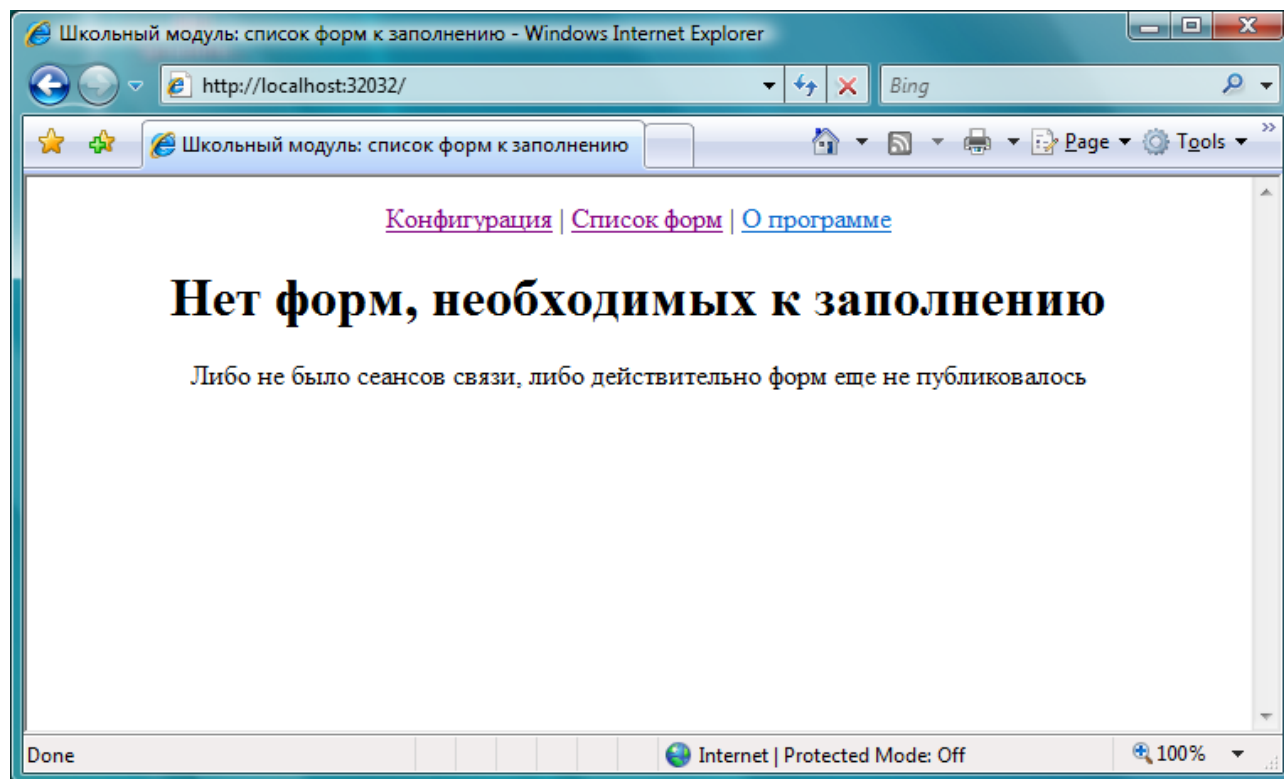 Школьный модуль: список форм к заполнению - Windows Internet Explorer
http://localhost:32032/
Bing
Школьный модуль: список форм к заполнению
Page
Tools
Конфигурация | Список форм | О программе
Нет форм, необходимых к заполнению
Либо не было сеансов связи, либо действительно форм еще не публиковалось
Done
Internet | Protected Mode: Off
100%